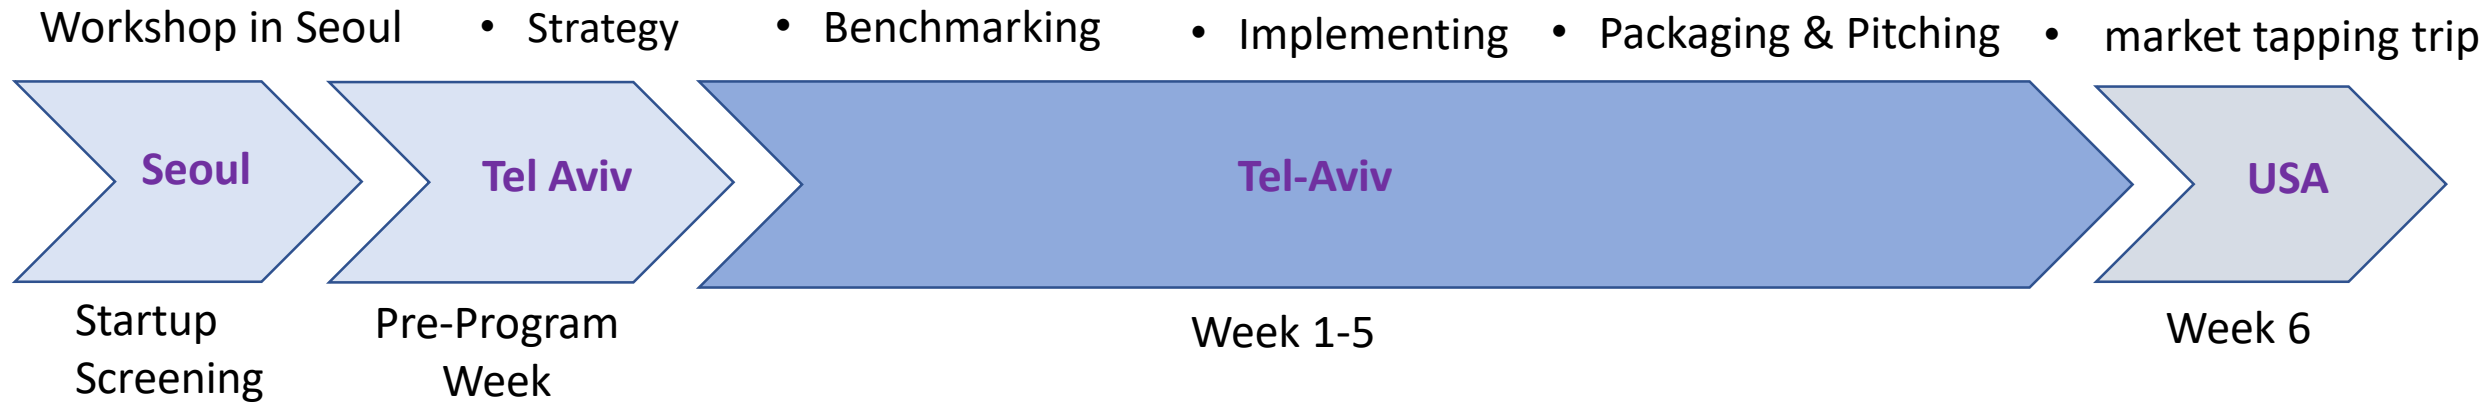 Workshop in Seoul
• Strategy
• Benchmarking
• Implementing
• Packaging & Pitching
• market tapping trip
Seoul
Tel Aviv
Tel-Aviv
USA
Startup
Screening
Pre-Program
Week
Week 1-5
Week 6